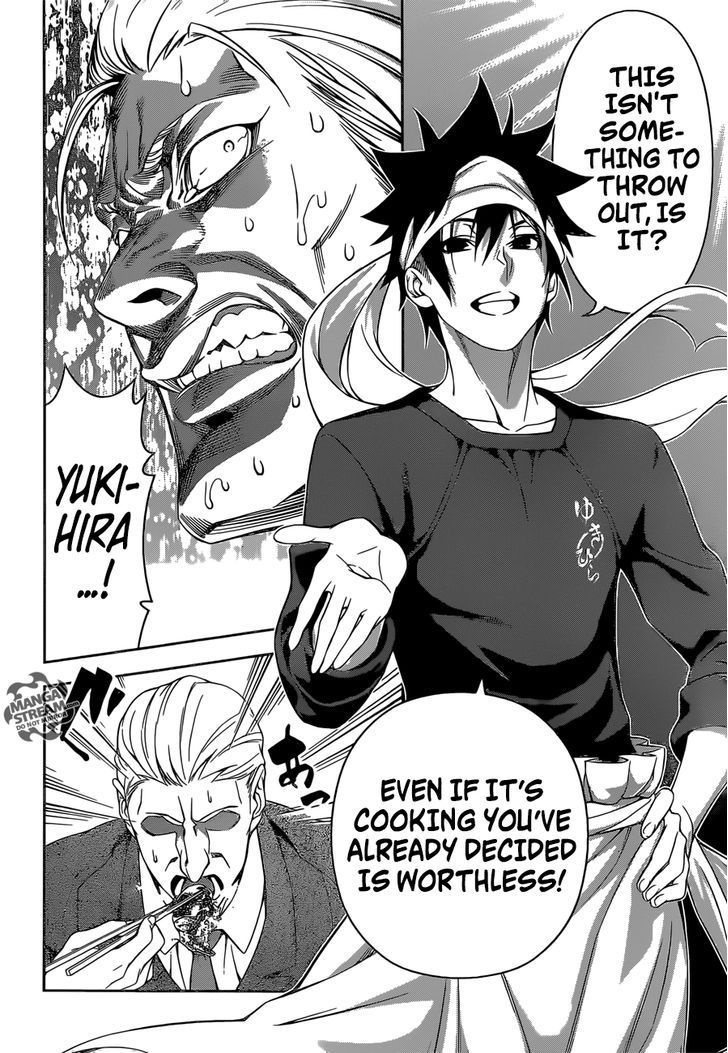 THIS
ISN'T
SOME-
THING TO
THROW
OUT, IS
IT?
YUKI-
HIRA
...!
ゆきひら
MANGA
STREAM.com
EVEN IF IT'S
COOKING YOU'VE
ALREADY DECIDED
IS WORTHLESS!